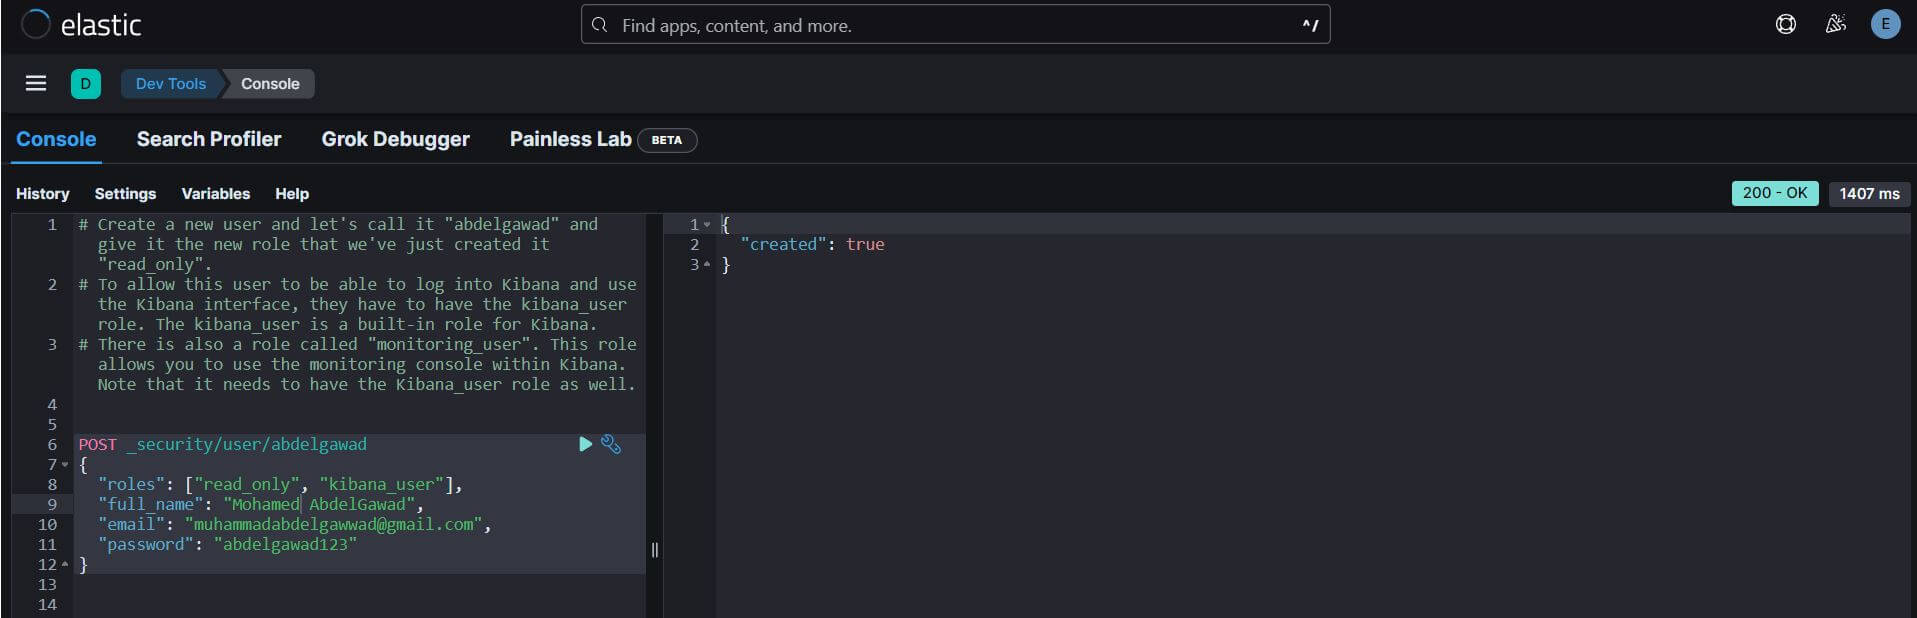 elastic
Find apps, content, and more.
^/
E
D
Dev Tools
Console
Console
Search Profiler
Grok Debugger
Painless Lab
BETA
History
Settings
Variables
Help
200 - OK
1407 ms
1 # Create a new user and let's call it "abdelgawad" and
give it the new role that we've just created it
"read_only".
2 # To allow this user to be able to log into Kibana and use
the Kibana interface, they have to have the kibana_user
role. The kibana_user is a built-in role for Kibana.
3 # There is also a role called "monitoring_user". This role
allows you to use the monitoring console within Kibana.
Note that it needs to have the Kibana_user role as well.
4
5
6 POST _security/user/abdelgawad
7 {
8 "roles": ["read_only", "kibana_user"],
9 "full_name": "Mohamed AbdelGawad",
10 "email": "muhammadabdelgawwad@gmail.com",
11 "password": "abdelgawad123"
12 }
13
14
1 {
2 "created": true
3 }